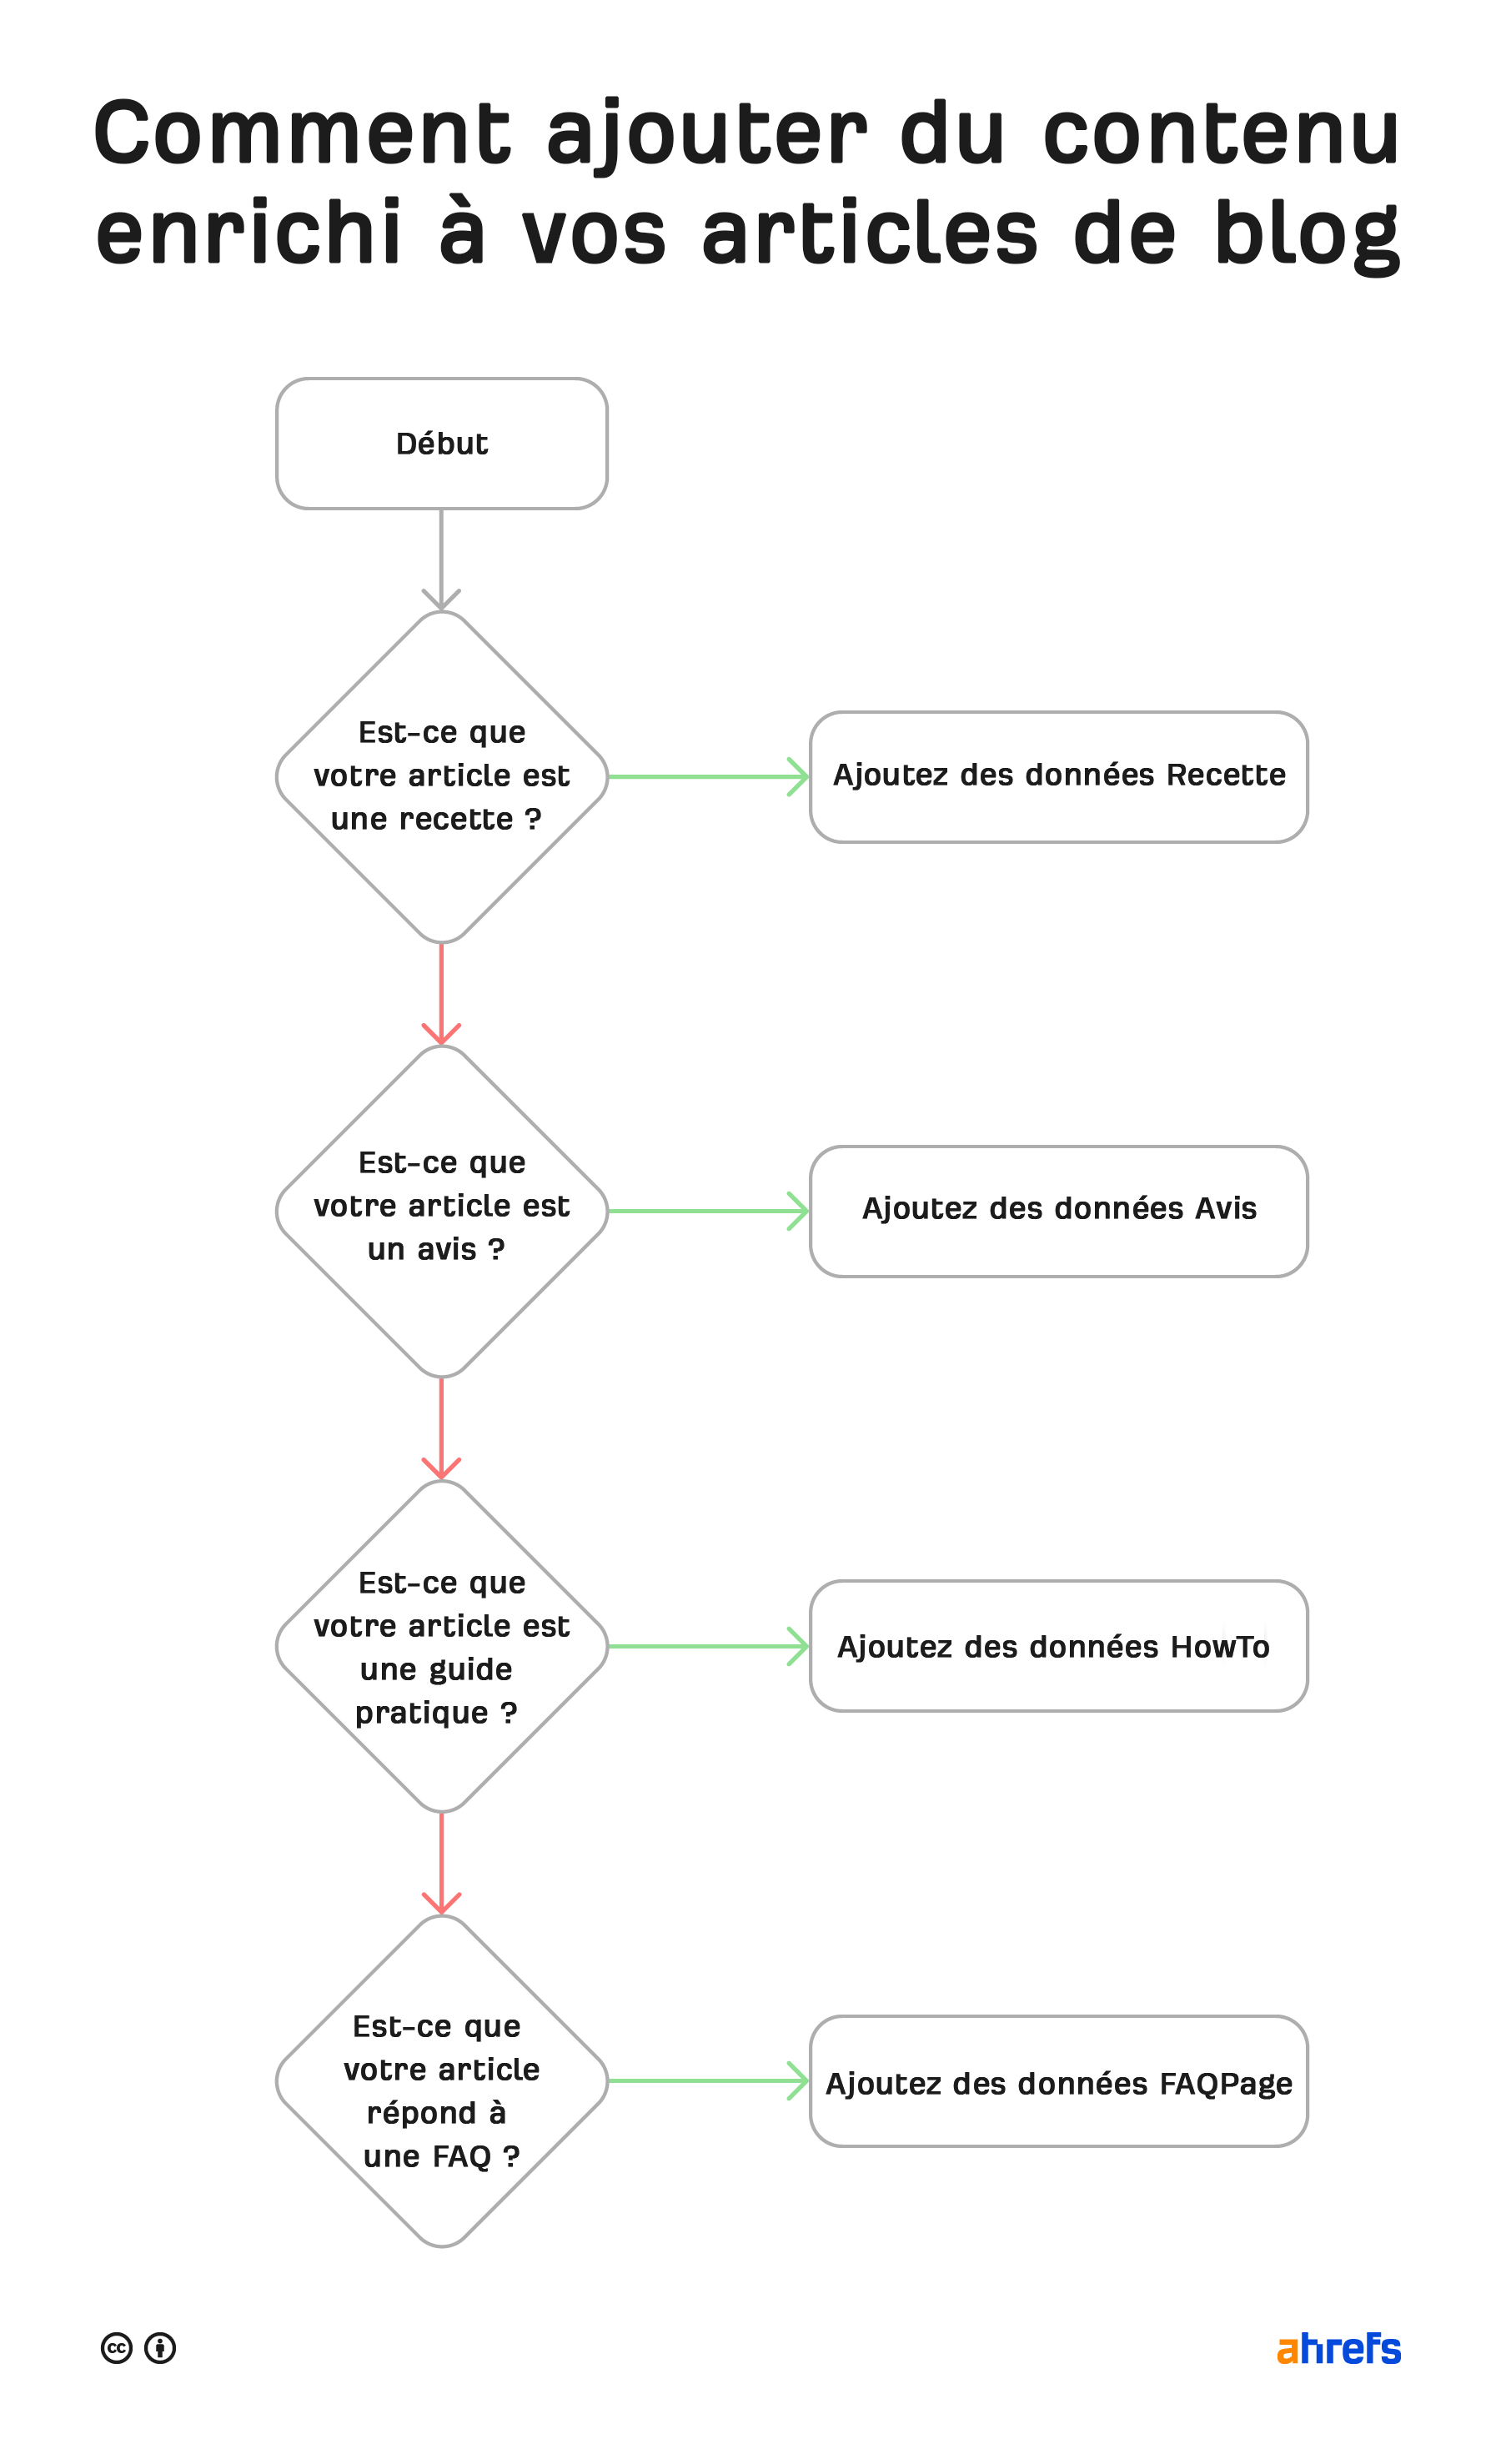 Comment ajouter du contenu
enrichi à vos articles de blog
Début
Est-ce que
votre article est
une recette ?
Ajoutez des données Recette
Est-ce que
votre article est
un avis ?
Ajoutez des données Avis
Est-ce que
votre article est
une guide
pratique ?
Ajoutez des données HowTo
Est-ce que
votre article
répond à
une FAQ ?
Ajoutez des données FAQPage
cc
ahrefs